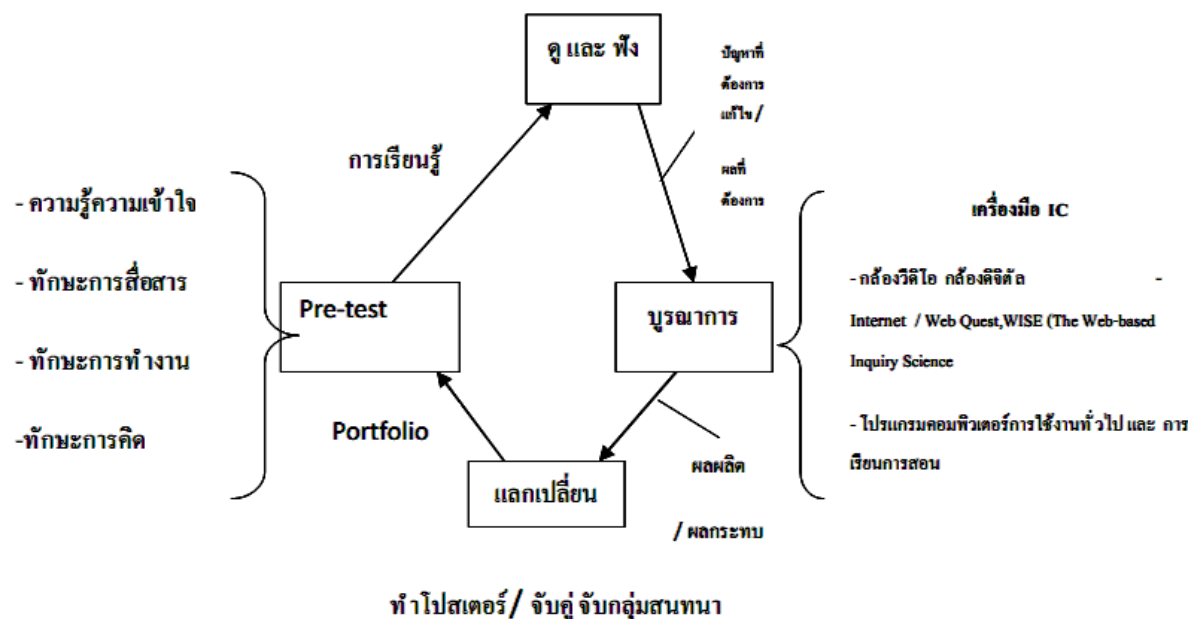 ดู และ ฟัง
ปัญหาที่
ต้องการ
แก้ไข /
ผลที่
ต้องการ
การเรียนรู้
- ความรู้ความเข้าใจ
- ทักษะการสื่อสาร
- ทักษะการทำงาน
-ทักษะการคิด
Pre-test
บูรณาการ
เครื่องมือ IC
- กล้องวีดิโอ กล้องดิจิตัล -
Internet / Web Quest,WISE (The Web-based
Inquiry Science
- โปรแกรมคอมพิวเตอร์การใช้งานทั่วไป และ การ
เรียนการสอน
Portfolio
แลกเปลี่ยน
ผลผลิต
/ ผลกระทบ
ทำโปสเตอร์ / จับคู่ จับกลุ่มสนทนา